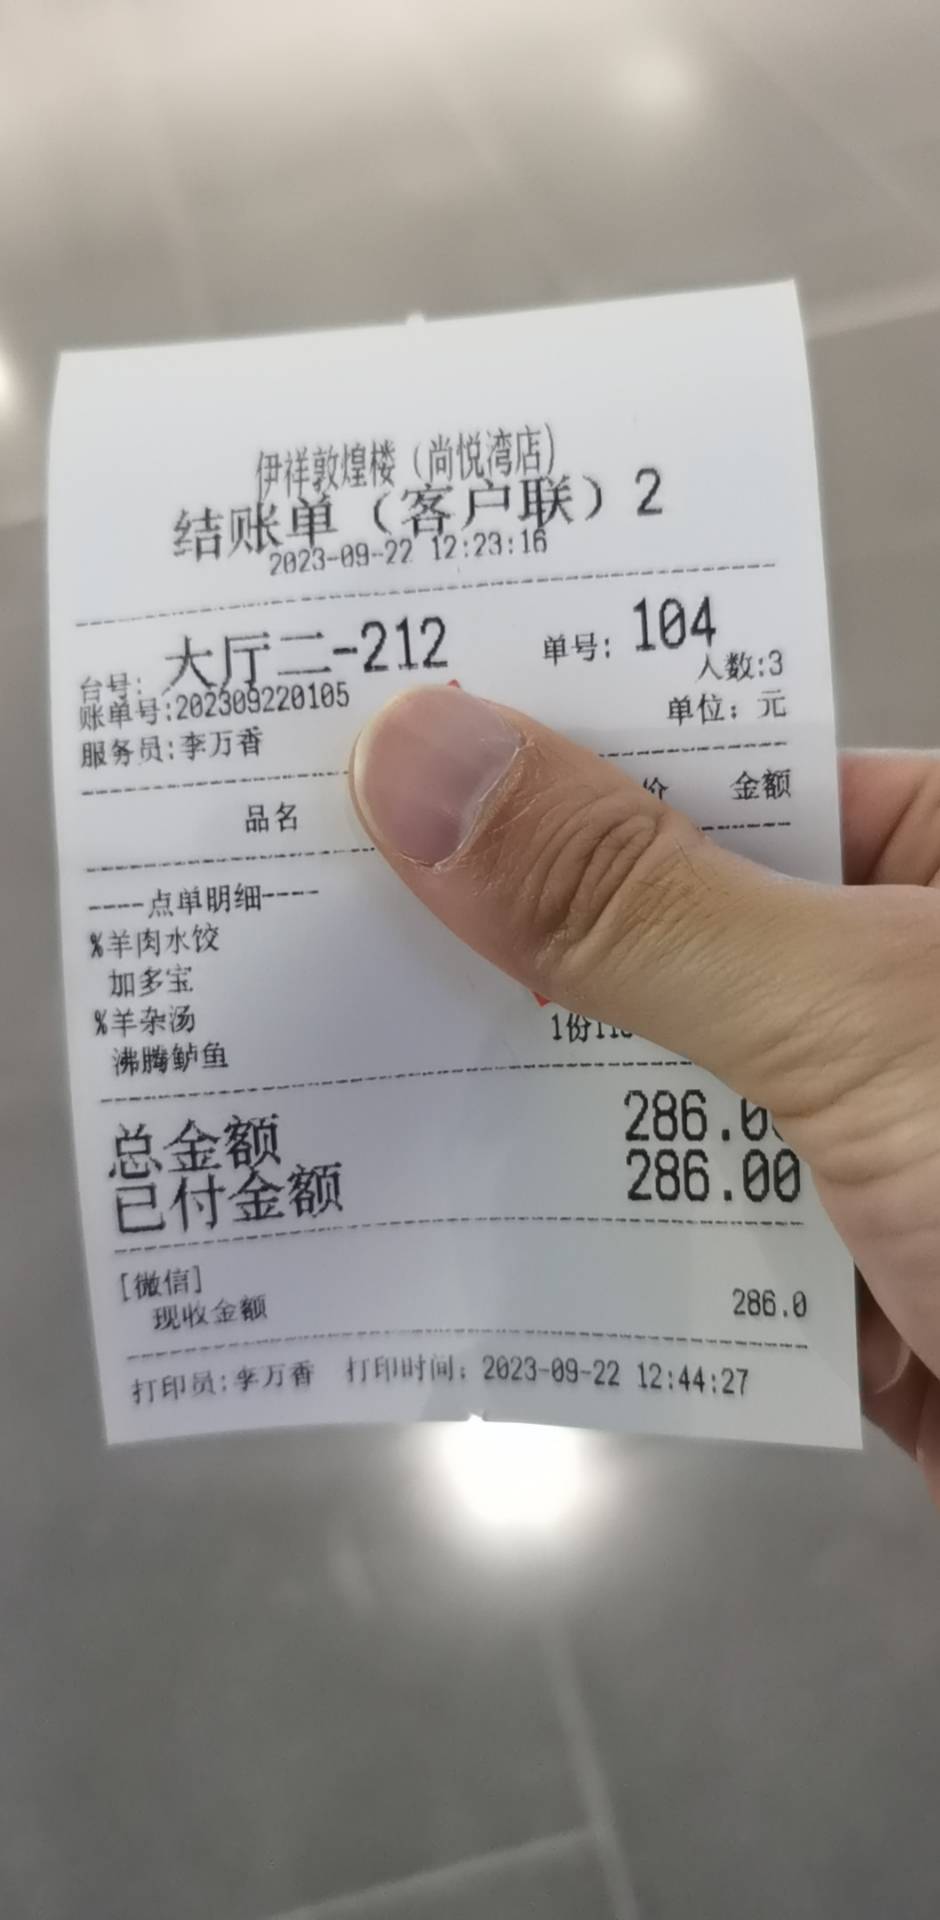 伊祥敦煌楼（尚悦湾店）
结账单（客户联）2
2023-09-22 12:23:16
台号: 大厅二-212 单号: 104
账单号:202309220105 人数:3
服务员:李万香 单位: 元
品名 价 金额
----点单明细----
%羊肉水饺
加多宝
%羊杂汤
沸腾鲈鱼 1份
总金额 286.0
已付金额 286.00
[微信]
现收金额 286.0
打印员:李万香 打印时间: 2023-09-22 12:44:27